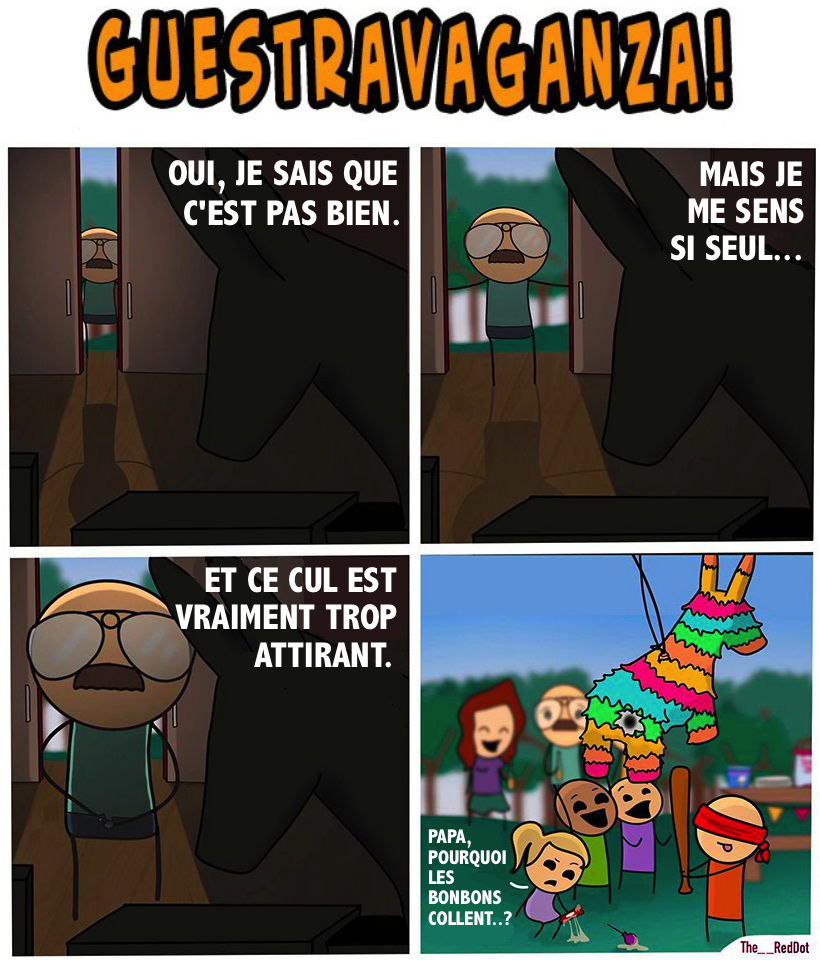 GUESTRAVAGANZA!
OUI, JE SAIS QUE
C'EST PAS BIEN.
MAIS JE
ME SENS
SI SEUL...
ET CE CUL EST
VRAIMENT TROP
ATTIRANT.
PAPA,
POURQUOI
LES
BONBONS
COLLENT..?
The__RedDot